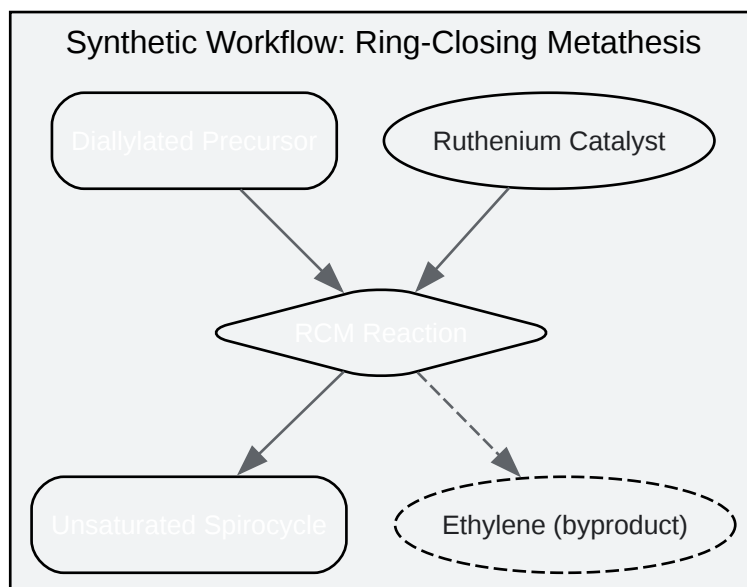 Synthetic Workflow: Ring-Closing Metathesis
Diallylated Precursor
Ruthenium Catalyst
RCM Reaction
Unsaturated Spirocycle
Ethylene (byproduct)